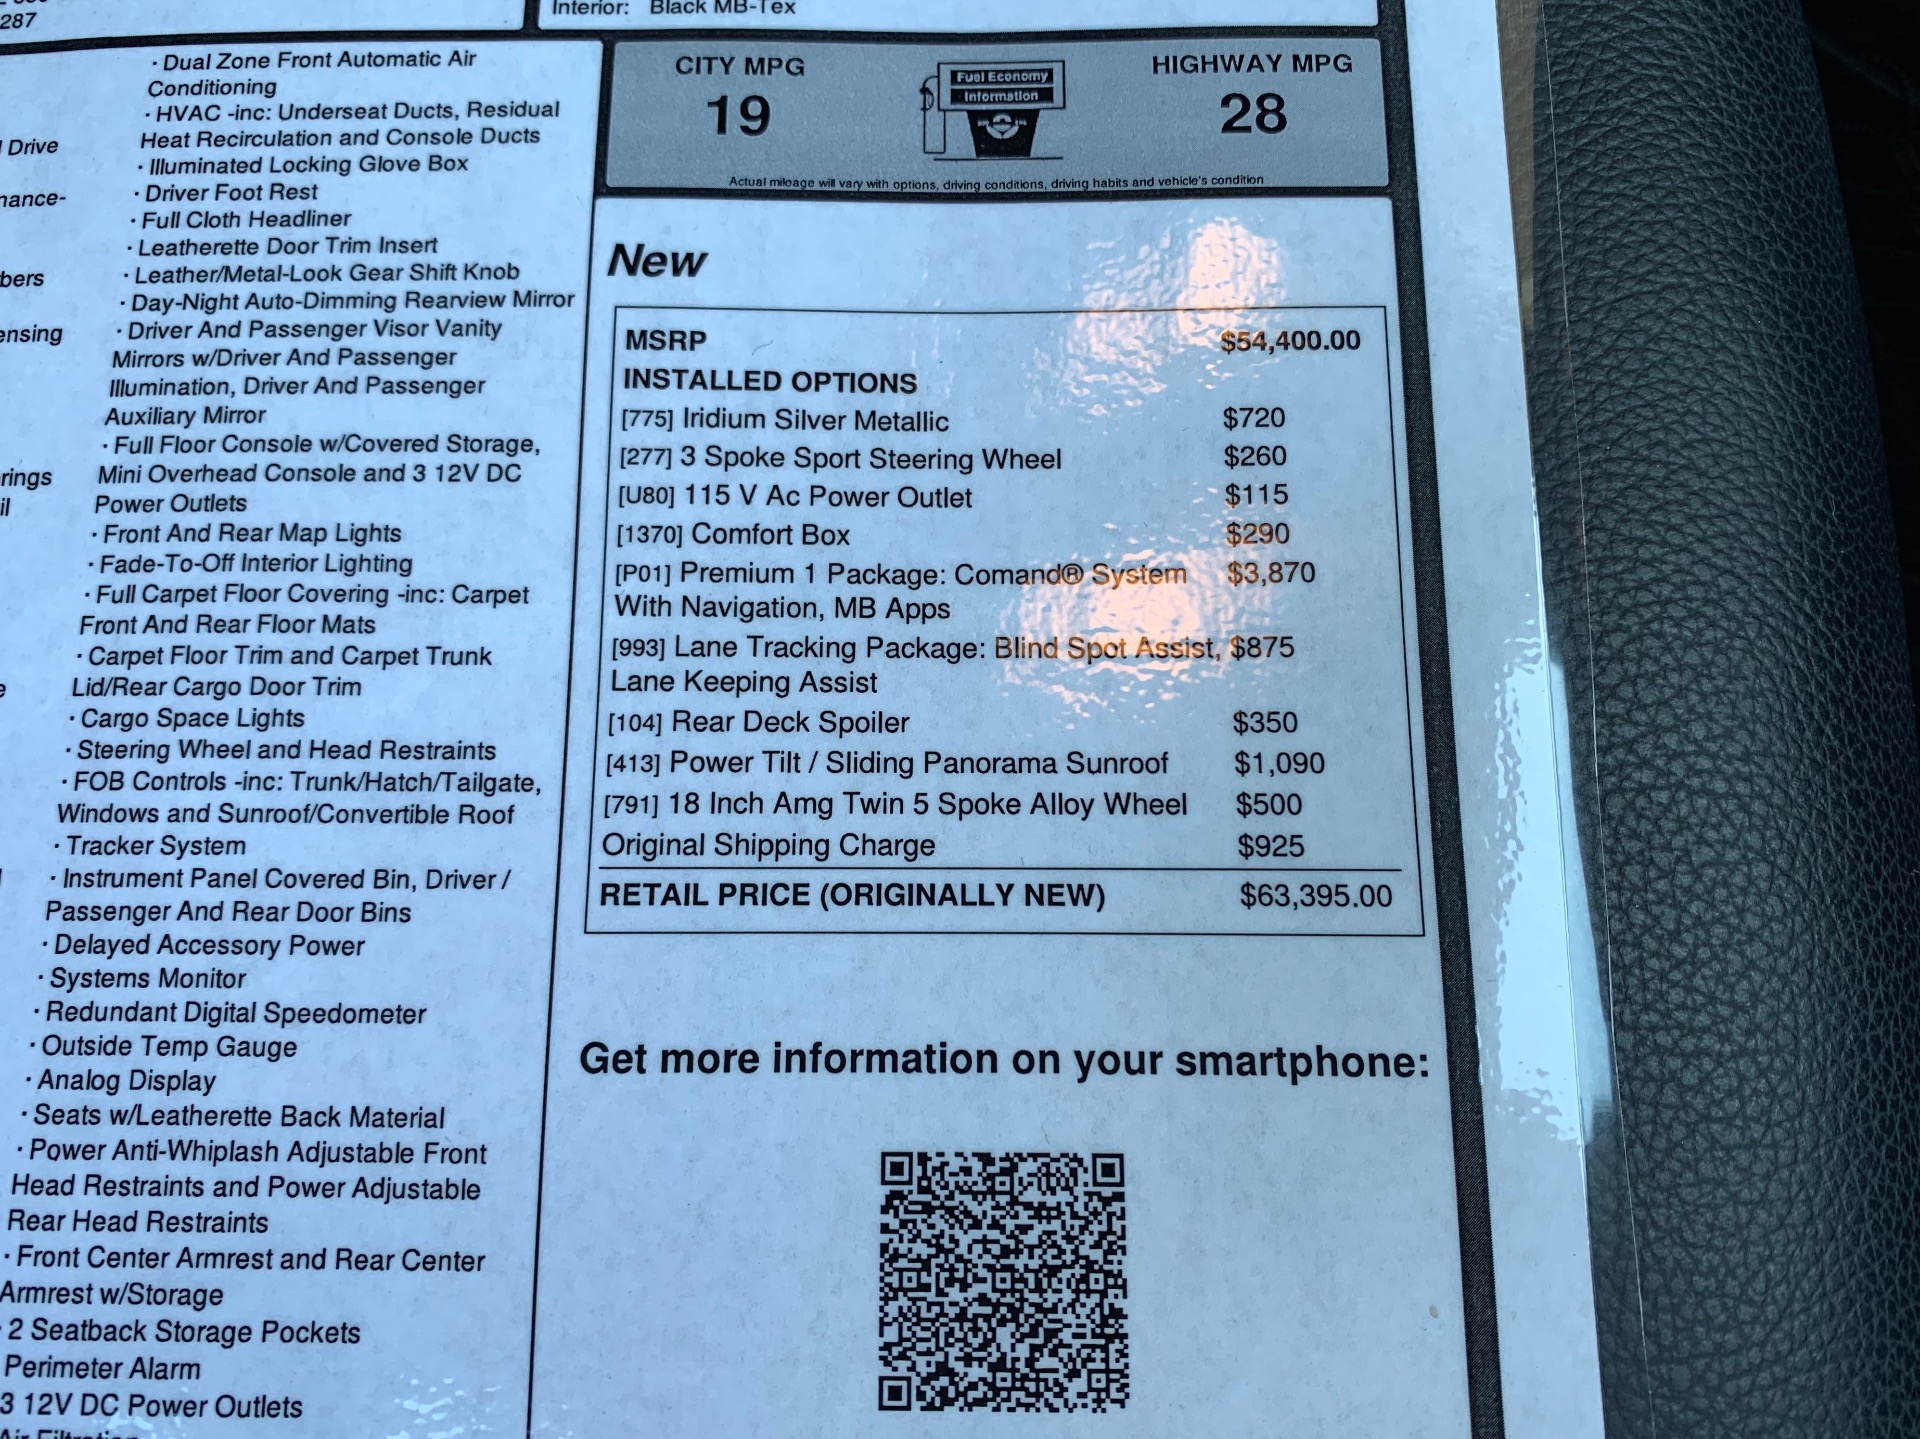 287
Drive
nance-
bers
ensing
rings
il
e
· Dual Zone Front Automatic Air
Conditioning
· HVAC -inc: Underseat Ducts, Residual
Heat Recirculation and Console Ducts
· Illuminated Locking Glove Box
· Driver Foot Rest
· Full Cloth Headliner
· Leatherette Door Trim Insert
· Leather/Metal-Look Gear Shift Knob
· Day-Night Auto-Dimming Rearview Mirror
· Driver And Passenger Visor Vanity
Mirrors w/Driver And Passenger
Illumination, Driver And Passenger
Auxiliary Mirror
· Full Floor Console w/Covered Storage,
Mini Overhead Console and 3 12V DC
Power Outlets
· Front And Rear Map Lights
· Fade-To-Off Interior Lighting
· Full Carpet Floor Covering -inc: Carpet
Front And Rear Floor Mats
· Carpet Floor Trim and Carpet Trunk
Lid/Rear Cargo Door Trim
· Cargo Space Lights
· Steering Wheel and Head Restraints
· FOB Controls -inc: Trunk/Hatch/Tailgate,
Windows and Sunroof/Convertible Roof
· Tracker System
· Instrument Panel Covered Bin, Driver /
Passenger And Rear Door Bins
· Delayed Accessory Power
· Systems Monitor
· Redundant Digital Speedometer
· Outside Temp Gauge
· Analog Display
· Seats w/Leatherette Back Material
· Power Anti-Whiplash Adjustable Front
Head Restraints and Power Adjustable
Rear Head Restraints
· Front Center Armrest and Rear Center
Armrest w/Storage
· 2 Seatback Storage Pockets
Perimeter Alarm
3 12V DC Power Outlets
Air Filtration
Interior: Black MB-Tex
CITY MPG
19
Fuel Economy
Information
HIGHWAY MPG
28
Actual mileage will vary with options, driving conditions, driving habits and vehicle's condition
New
MSRP $54,400.00
INSTALLED OPTIONS
[775] Iridium Silver Metallic $720
[277] 3 Spoke Sport Steering Wheel $260
[U80] 115 V Ac Power Outlet $115
[1370] Comfort Box $290
[P01] Premium 1 Package: Comand® System $3,870
With Navigation, MB Apps
[993] Lane Tracking Package: Blind Spot Assist, $875
Lane Keeping Assist
[104] Rear Deck Spoiler $350
[413] Power Tilt / Sliding Panorama Sunroof $1,090
[791] 18 Inch Amg Twin 5 Spoke Alloy Wheel $500
Original Shipping Charge $925
RETAIL PRICE (ORIGINALLY NEW) $63,395.00
Get more information on your smartphone: